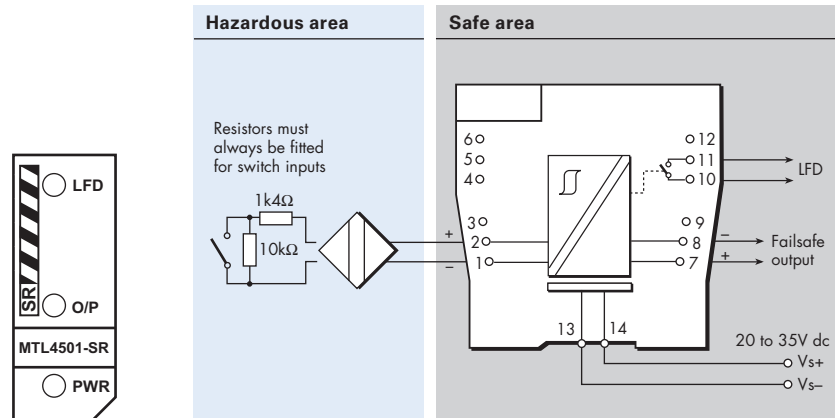 Hazardous area
Safe area
Resistors must
always be fitted
for switch inputs
1k4Ω
10kΩ
+
−
6
5
4
3
2
1
12
11
10
9
8
7
LFD
−
+
Failsafe
output
13
14
20 to 35V dc
Vs+
Vs−
LFD
SR
O/P
MTL4501-SR
PWR